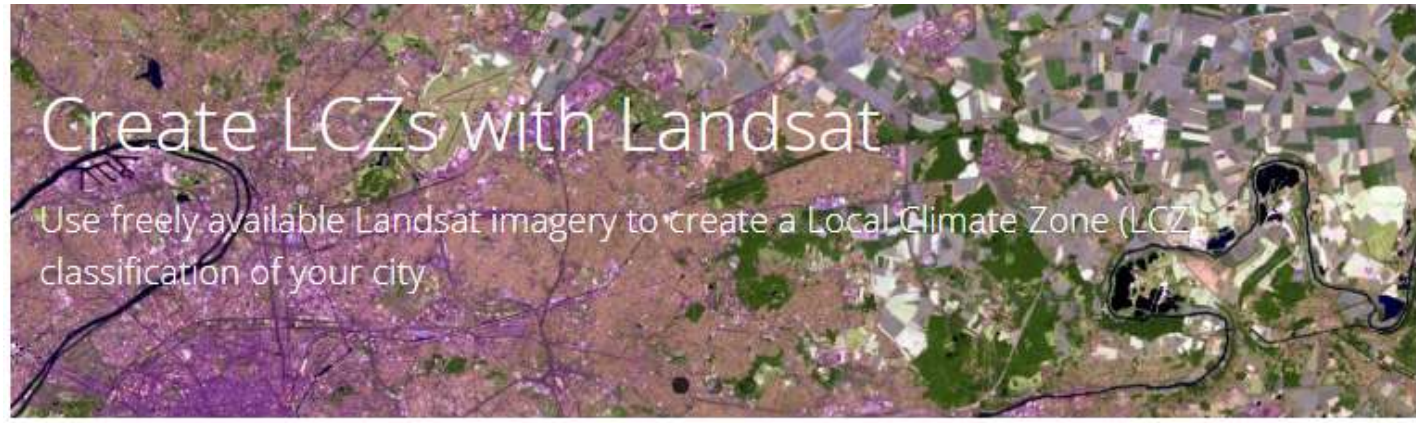 Create LCZs with Landsat
Use freely available Landsat imagery to create a Local Climate Zone (LCZ)
classification of your city